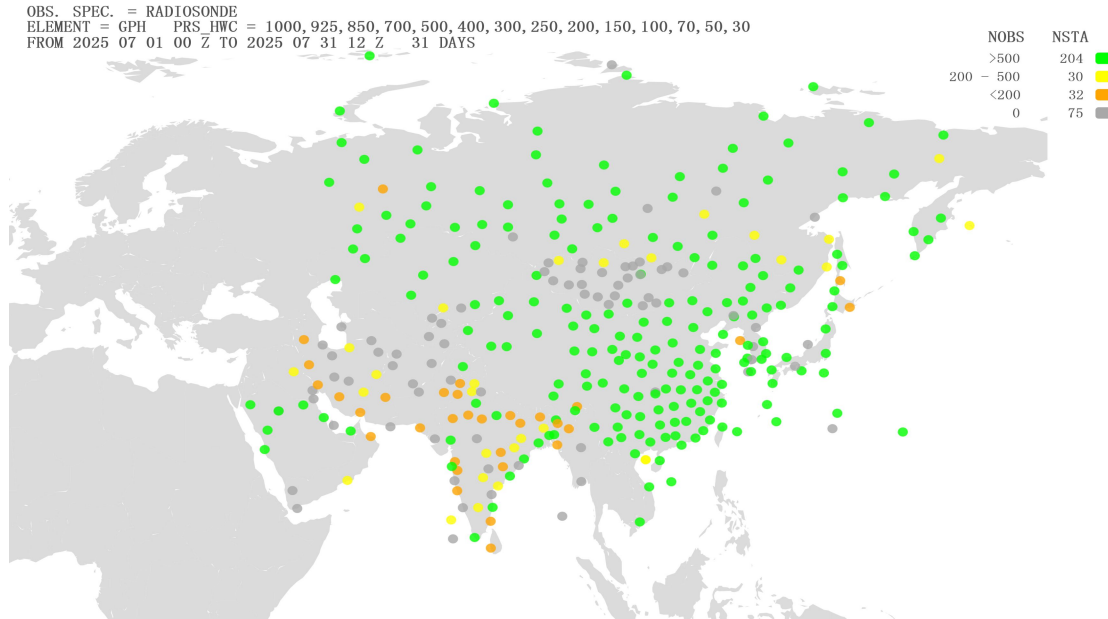 OBS. SPEC. = RADIOSONDE
ELEMENT = GPH PRS_HWC = 1000,925,850,700,500,400,300,250,200,150,100,70,50,30
FROM 2025 07 01 00 Z TO 2025 07 31 12 Z 31 DAYS
NOBS NSTA
>500 204
200 - 500 30
<200 32
0 75